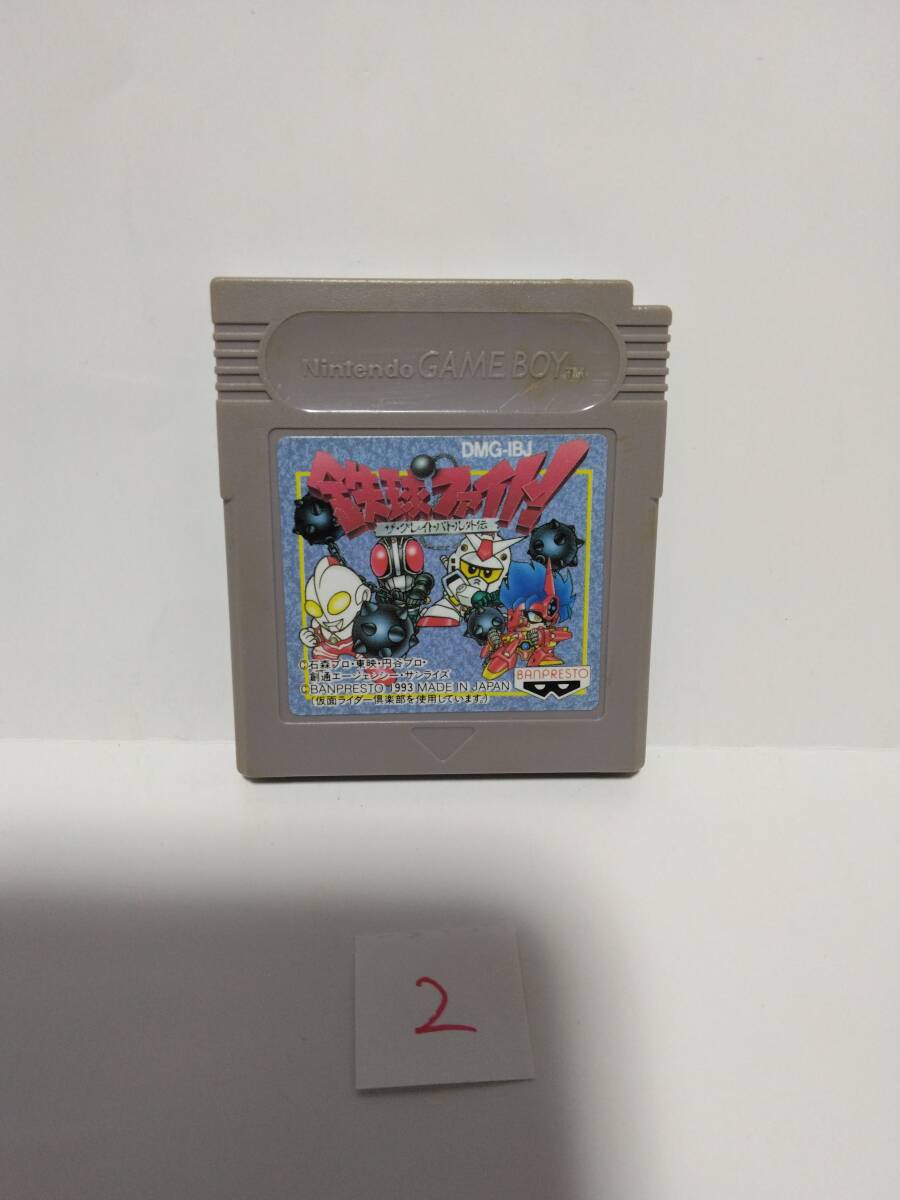 Nintendo GAME BOY TM
DMG-IBJ
鉄球ファイト!
ザ・グレイトバトル外伝
©石森プロ・東映・円谷プロ・
創通エージェンシー・サンライズ
©BANPRESTO 1993 MADE IN JAPAN
(仮面ライダー倶楽部を使用しています。)
BANPRESTO
2